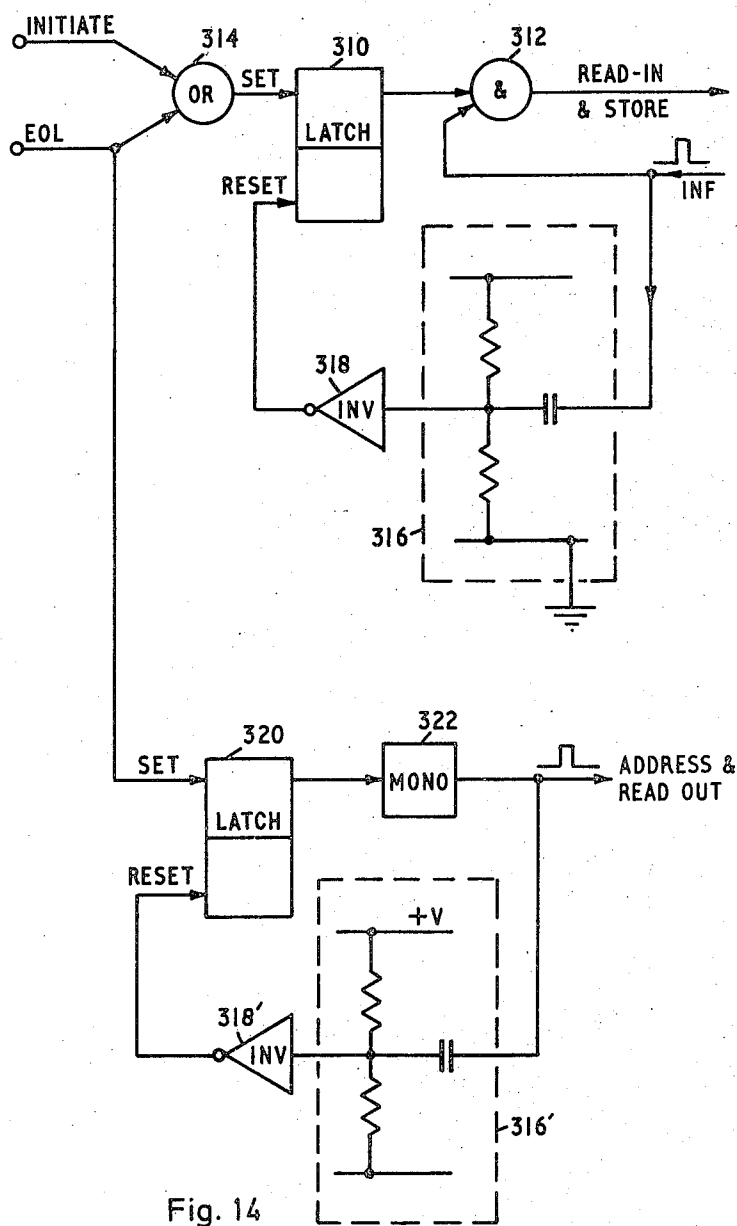 INITIATE
314
310
312
OR
SET
&
READ-IN
& STORE
EOL
LATCH
RESET
INF
318
INV
316
320
322
SET
MONO
ADDRESS &
READ OUT
LATCH
RESET
+V
318′
INV
316′
Fig. 14